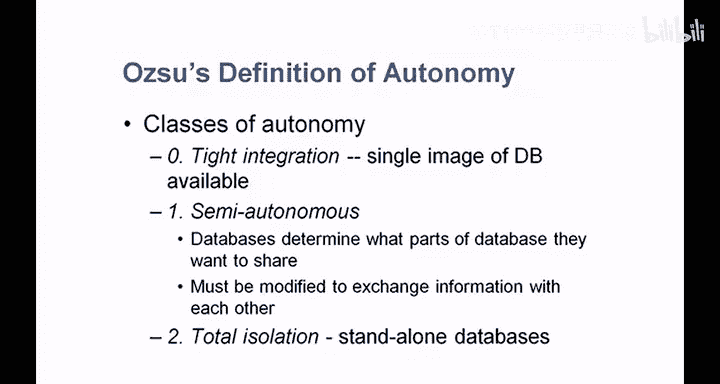 bilibili
Ozsu's Definition of Autonomy
• Classes of autonomy
– 0. Tight integration -- single image of DB
available
– 1. Semi-autonomous
• Databases determine what parts of database they
want to share
• Must be modified to exchange information with
each other
– 2. Total isolation - stand-alone databases